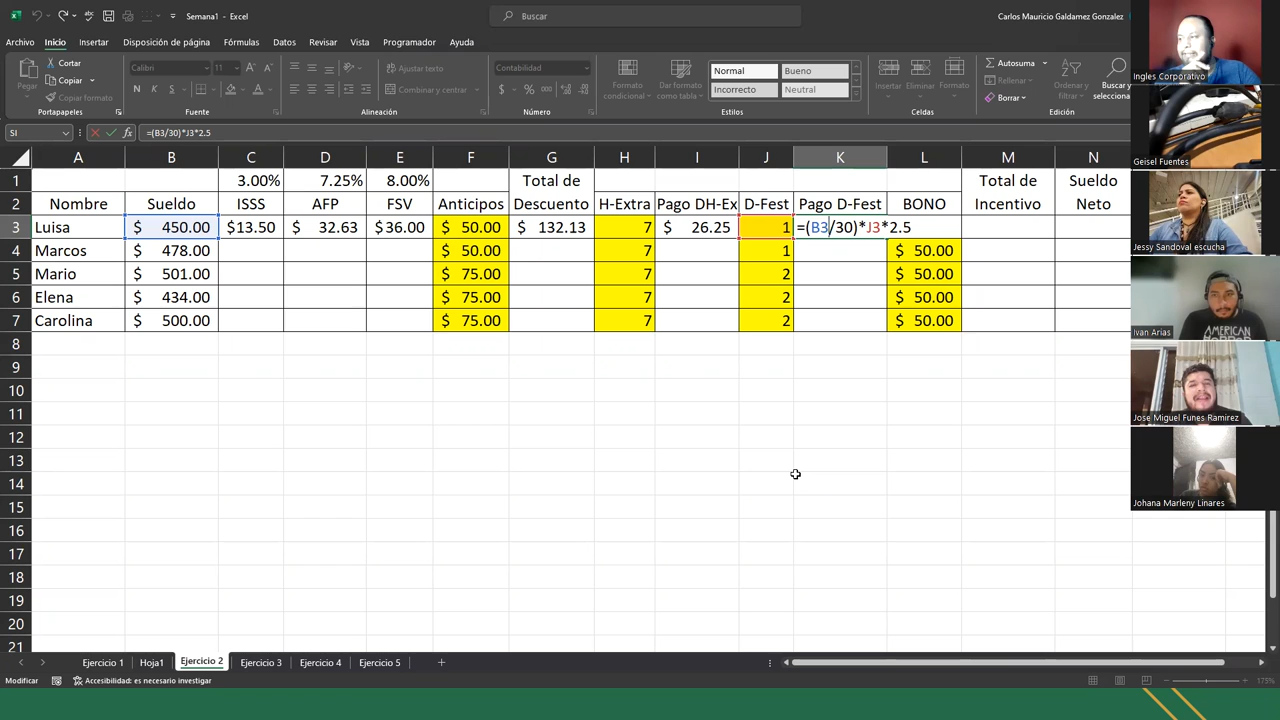 Semana1 - Excel
Buscar
Carlos Mauricio Galdamez Gonzalez
Archivo Inicio Insertar Disposición de página Fórmulas Datos Revisar Vista Programador Ayuda
Pegar
Cortar
Copiar
Copiar formato
Portapapeles
Calibri 11
N K S
Fuente
Ajustar texto
Combinar y centrar
Alineación
Contabilidad
$ % 000
Número
Formato condicional
Dar formato como tabla
Normal Bueno
Incorrecto Neutral
Estilos
Insertar Eliminar Formato
Celdas
Autosuma
Rellenar
Borrar
Ordenar y filtrar
Buscar y selecciona
Edición
SI fx =(B3/30)*J3*2.5
A B C D E F G H I J K L M N
1 3.00% 7.25% 8.00% Total de Total de Sueldo
2 Nombre Sueldo ISSS AFP FSV Anticipos Descuento H-Extra Pago DH-Ex D-Fest Pago D-Fest BONO Incentivo Neto
3 Luisa $ 450.00 $13.50 $ 32.63 $36.00 $ 50.00 $ 132.13 7 $ 26.25 1 =(B3/30)*J3*2.5
4 Marcos $ 478.00 $ 50.00 7 1 $ 50.00
5 Mario $ 501.00 $ 75.00 7 2 $ 50.00
6 Elena $ 434.00 $ 75.00 7 2 $ 50.00
7 Carolina $ 500.00 $ 75.00 7 2 $ 50.00
8
9
10
11
12
13
14
15
16
17
18
19
20
21
Ejercicio 1 Hoja1 Ejercicio 2 Ejercicio 3 Ejercicio 4 Ejercicio 5
Modificar Accesibilidad: es necesario investigar 175%
Ingles Corporativo
Geisel Fuentes
Jessy Sandoval escucha
Ivan Arias
AMERICAN
HORROR
Jose Miguel Funes Ramirez
Johana Marleny Linares